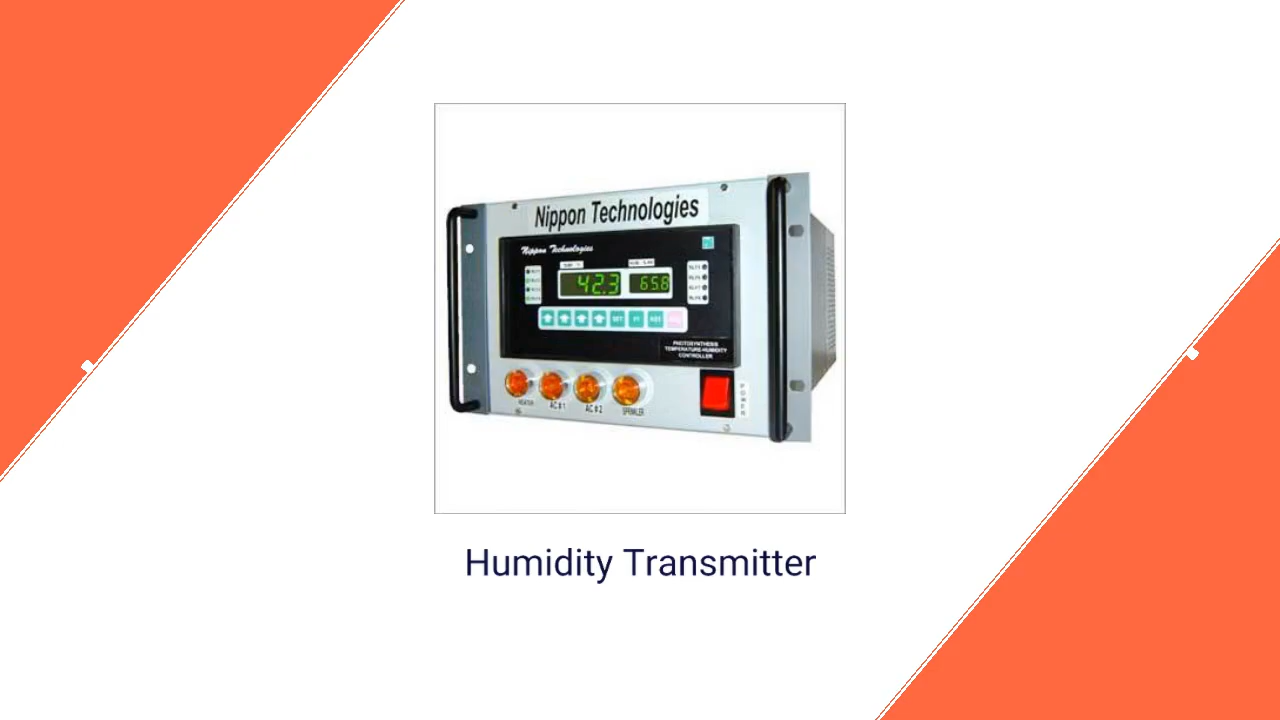 Nippon Technologies
Nippon Technologies
42.3
65.8
SET
PHOTOSYNTHESIS
TEMPERATURE-HUMIDITY
CONTROLLER
HEATER
AC # 1
AC # 2
SPRINKLER
POWER
Humidity Transmitter